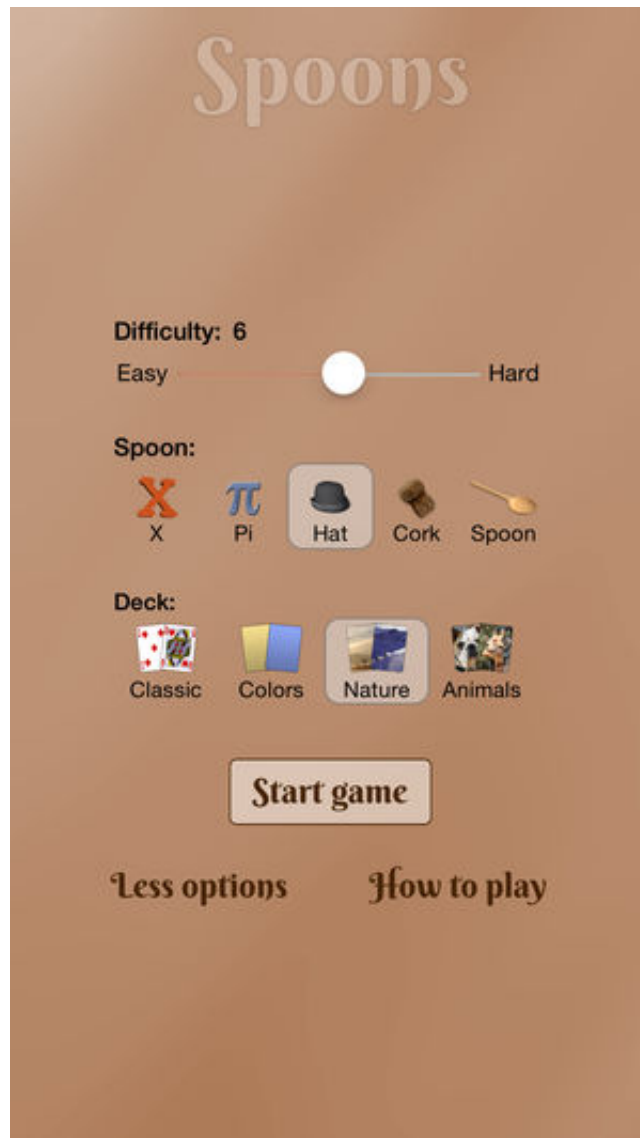 Spoons
Difficulty: 6
Easy Hard
Spoon:
X Pi Hat Cork Spoon
Deck:
Classic Colors Nature Animals
Start game
Less options How to play